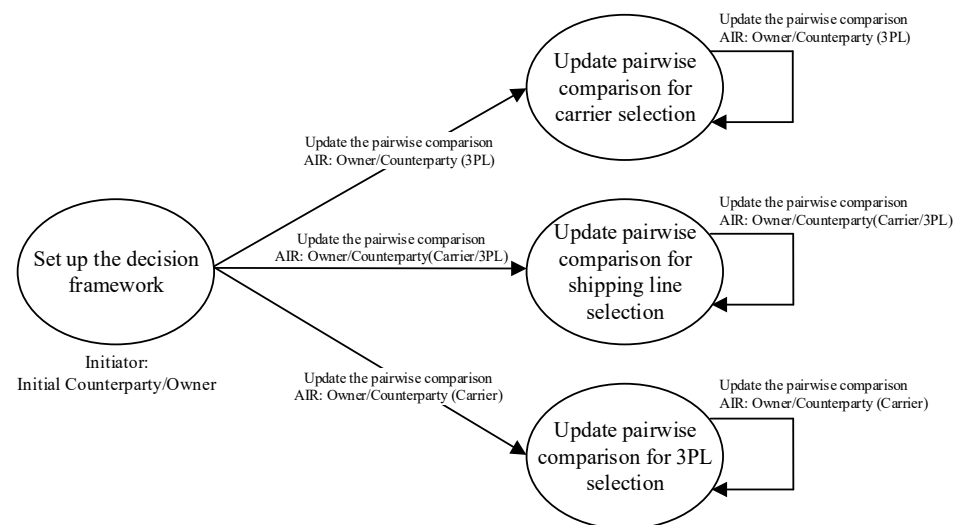 Update the pairwise comparison
AIR: Owner/Counterparty (3PL)
Update pairwise
comparison for
carrier selection
Update the pairwise comparison
AIR: Owner/Counterparty (3PL)
Update the pairwise comparison
AIR: Owner/Counterparty(Carrier/3PL)
Update pairwise
comparison for
shipping line
selection
Update the pairwise comparison
AIR: Owner/Counterparty(Carrier/3PL)
Set up the decision
framework
Initiator:
Initial Counterparty/Owner
Update the pairwise comparison
AIR: Owner/Counterparty (Carrier)
Update the pairwise comparison
AIR: Owner/Counterparty (Carrier)
Update pairwise
comparison for 3PL
selection